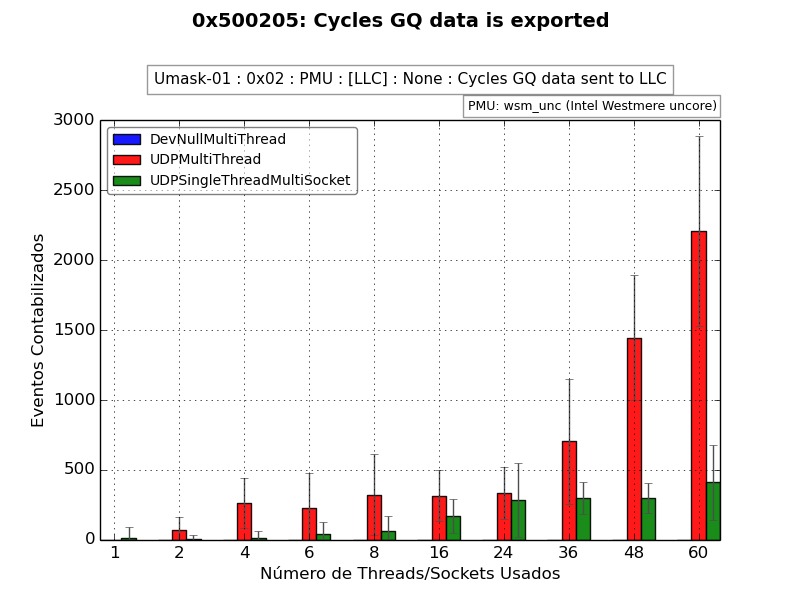 0x500205: Cycles GQ data is exported
Umask-01 : 0x02 : PMU : [LLC] : None : Cycles GQ data sent to LLC
PMU: wsm_unc (Intel Westmere uncore)
DevNullMultiThread
UDPMultiThread
UDPSingleThreadMultiSocket
Eventos Contabilizados
3000
2500
2000
1500
1000
500
0
1 2 4 6 8 16 24 36 48 60
Número de Threads/Sockets Usados